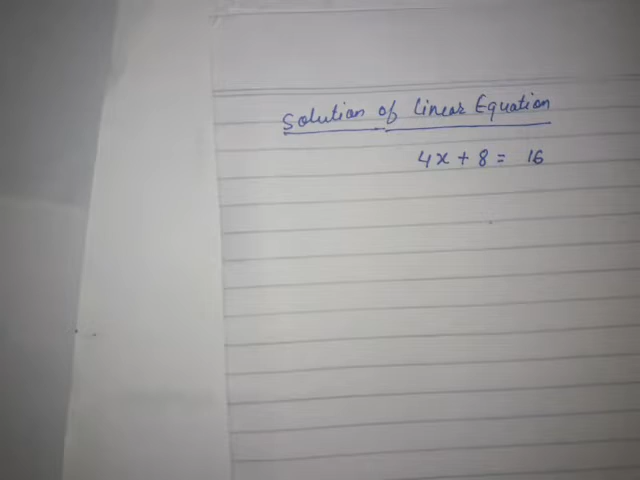 Solution of Linear Equation
4x + 8 = 16